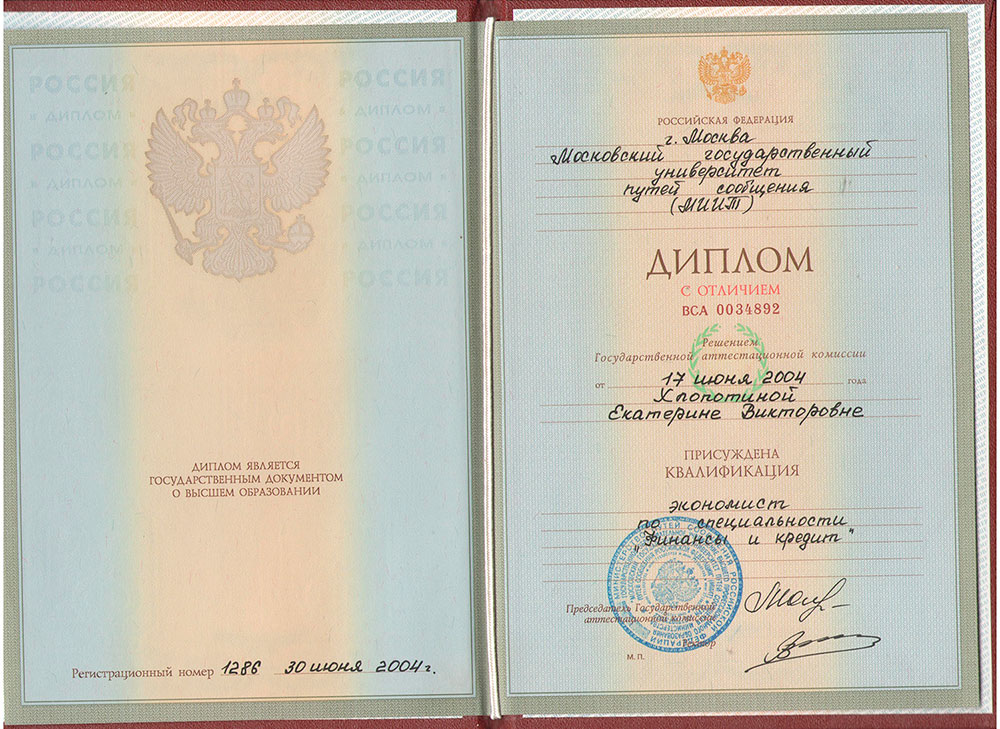 РОССИЯ РОССИЯ
« ДИПЛОМ » « ДИПЛОМ »
РОССИЯ РОССИЯ
« ДИПЛОМ » « ДИПЛОМ »
РОССИЯ РОССИЯ
« ДИПЛОМ » « ДИПЛОМ »
РОССИЯ РОССИЯ
ДИПЛОМ ЯВЛЯЕТСЯ
ГОСУДАРСТВЕННЫМ ДОКУМЕНТОМ
О ВЫСШЕМ ОБРАЗОВАНИИ
Регистрационный номер 1286 30 июня 2004 г.
РОССИЙСКАЯ ФЕДЕРАЦИЯ
г. Москва
Московский государственный
университет
путей сообщения
(МИИТ)
ДИПЛОМ
С ОТЛИЧИЕМ
ВСА 0034892
Решением
Государственной аттестационной комиссии
от 17 июня 2004 года
Хлопотиной
Екатерине Викторовне
ПРИСУЖДЕНА
КВАЛИФИКАЦИЯ
экономист
по специальности
"Финансы и кредит"
Председатель Государственной
аттестационной комиссии
Ректор
М. П.